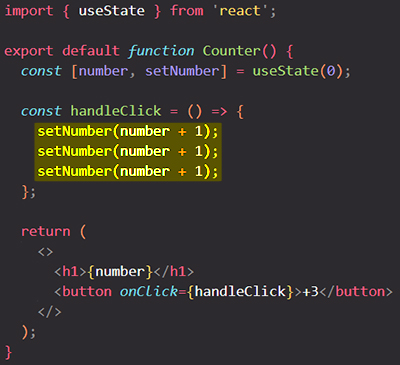 import { useState } from 'react';
export default function Counter() {
const [number, setNumber] = useState(0);
const handleClick = () => {
setNumber(number + 1);
setNumber(number + 1);
setNumber(number + 1);
};
return (
<>
<h1>{number}</h1>
<button onClick={handleClick}>+3</button>
</>
);
}